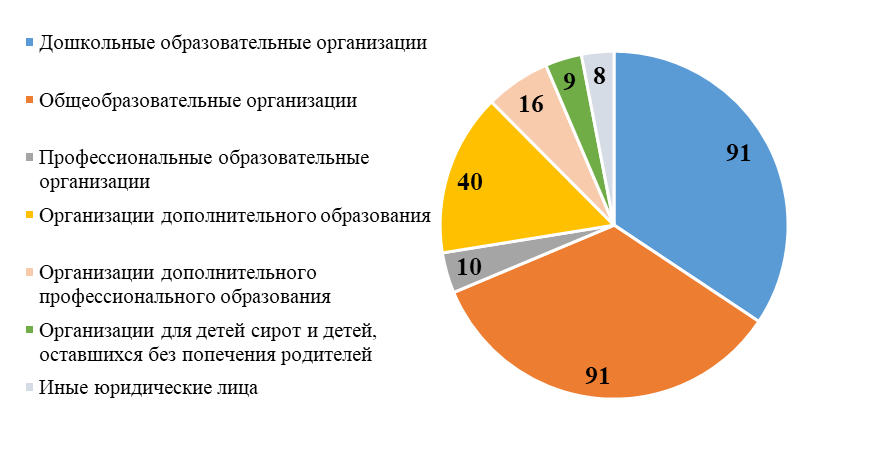 Дошкольные образовательные организации
Общеобразовательные организации
Профессиональные образовательные
организации
Организации дополнительного образования
Организации дополнительного
профессионального образования
Организации для детей сирот и детей,
оставшихся без попечения родителей
Иные юридические лица
91
91
10
40
16
9
8